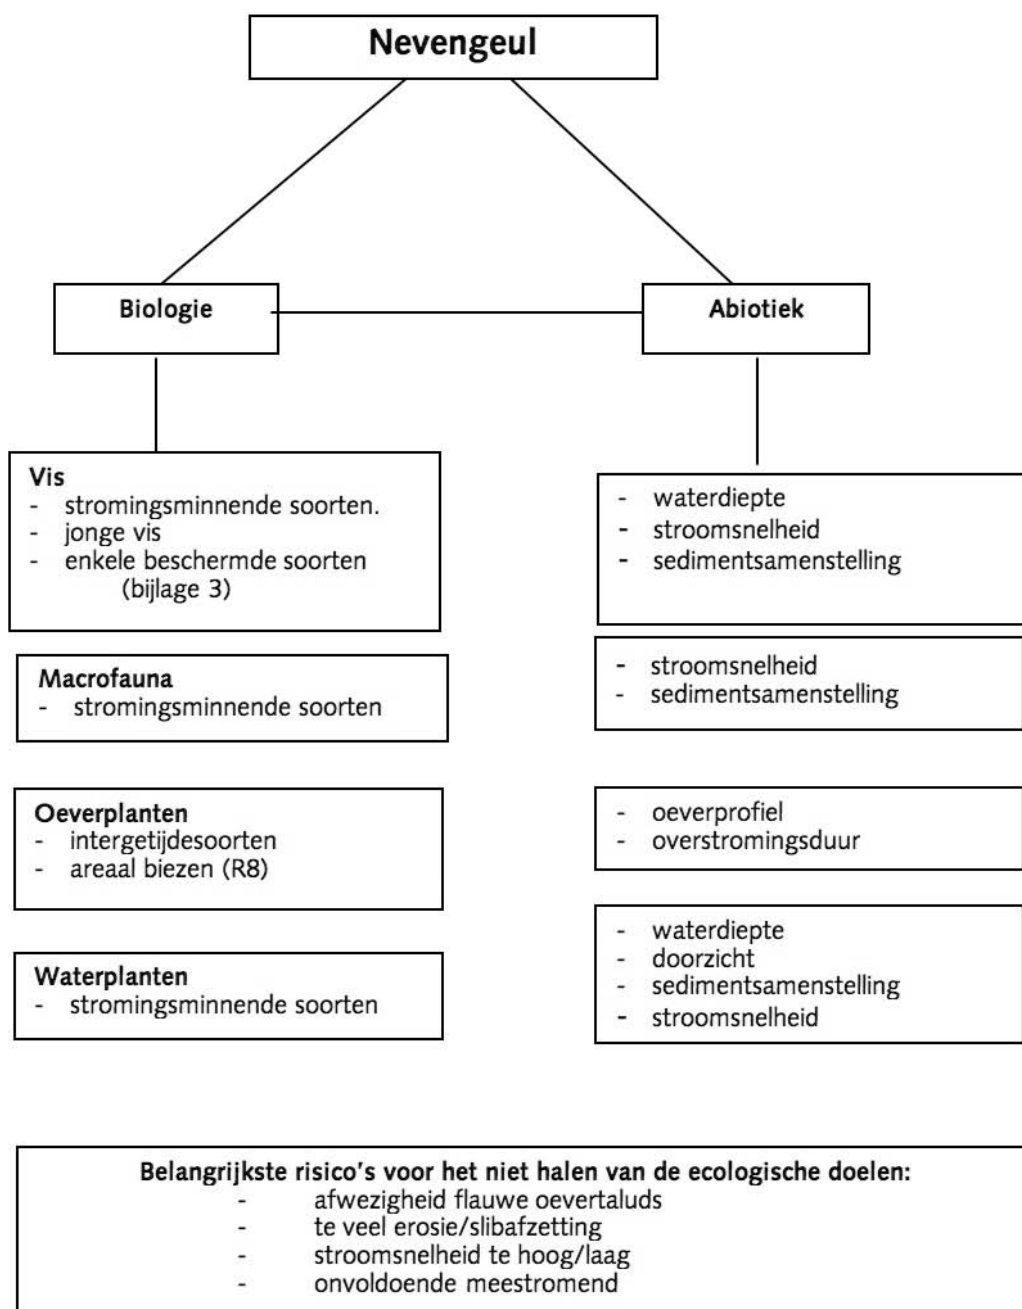 Nevengeul
Biologie
Abiotiek
Vis
- stromingsminnende soorten.
- jonge vis
- enkele beschermde soorten
(bijlage 3)
- waterdiepte
- stroomsnelheid
- sedimentsamenstelling
Macrofauna
- stromingsminnende soorten
- stroomsnelheid
- sedimentsamenstelling
Oeverplanten
- intergetijdesoorten
- areaal biezen (R8)
- oeverprofiel
- overstromingsduur
Waterplanten
- stromingsminnende soorten
- waterdiepte
- doorzicht
- sedimentsamenstelling
- stroomsnelheid
Belangrijkste risico's voor het niet halen van de ecologische doelen:
- afwezigheid flauwe oevertaluds
- te veel erosie/slibafzetting
- stroomsnelheid te hoog/laag
- onvoldoende meestromend